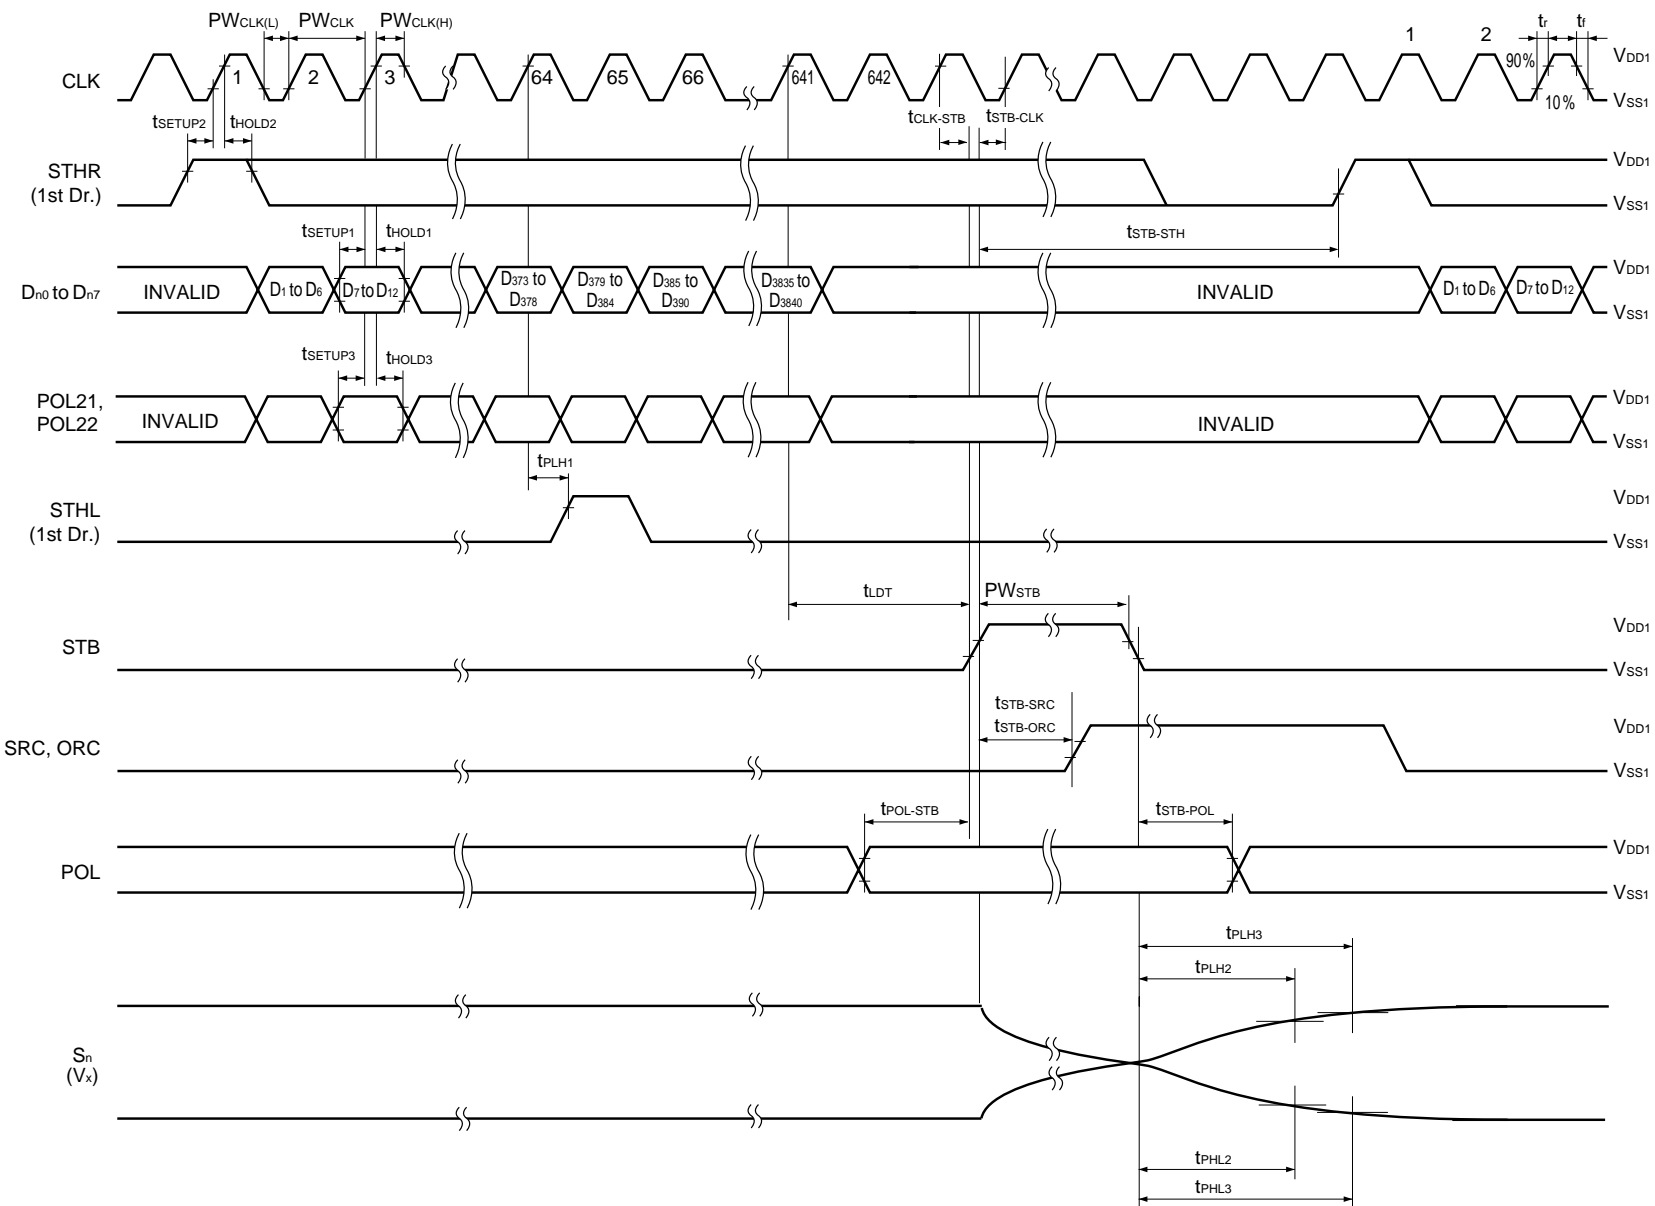 PWCLK(L) PWCLK PWCLK(H) 1 2 tr tf
CLK 1 2 3 64 65 66 641 642 90% 10% VDD1
VSS1
tSETUP2 tHOLD2 tCLK-STB tSTB-CLK
STHR
(1st Dr.)
VDD1
VSS1
tSETUP1 tHOLD1 tSTB-STH
Dn0 to Dn7 INVALID D1 to D6 D7 to D12 D373 to D378 D379 to D384 D385 to D390 D3835 to D3840 INVALID D1 to D6 D7 to D12
VDD1
VSS1
tSETUP3 tHOLD3
POL21,
POL22
INVALID INVALID
VDD1
VSS1
tPLH1
STHL
(1st Dr.)
VDD1
VSS1
tLDT PWSTB
STB
VDD1
VSS1
tSTB-SRC
tSTB-ORC
SRC, ORC
VDD1
VSS1
tPOL-STB tSTB-POL
POL
VDD1
VSS1
tPLH3
tPLH2
Sn
(Vx)
tPHL2
tPHL3